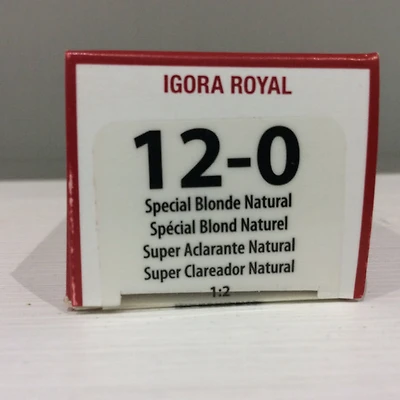 IGORA ROYAL
12-0
Special Blonde Natural
Spécial Blond Naturel
Super Aclarante Natural
Super Clareador Natural
1:2